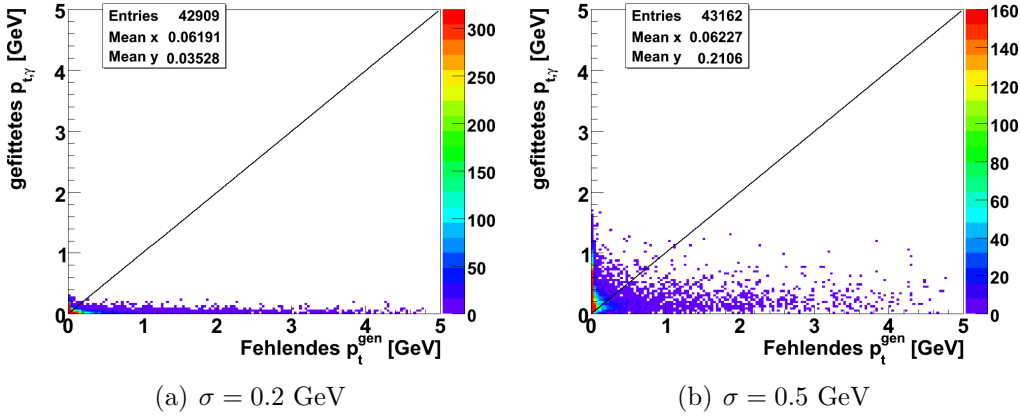 Entries 42909
Mean x 0.06191
Mean y 0.03528
gefittetes p_{t,γ} [GeV]
5
4
3
2
1
0
0 1 2 3 4 5
Fehlendes p_t^{gen} [GeV]
300
250
200
150
100
50
0
(a) σ = 0.2 GeV
Entries 43162
Mean x 0.06227
Mean y 0.2106
gefittetes p_{t,γ} [GeV]
5
4
3
2
1
0
0 1 2 3 4 5
Fehlendes p_t^{gen} [GeV]
160
140
120
100
80
60
40
20
0
(b) σ = 0.5 GeV